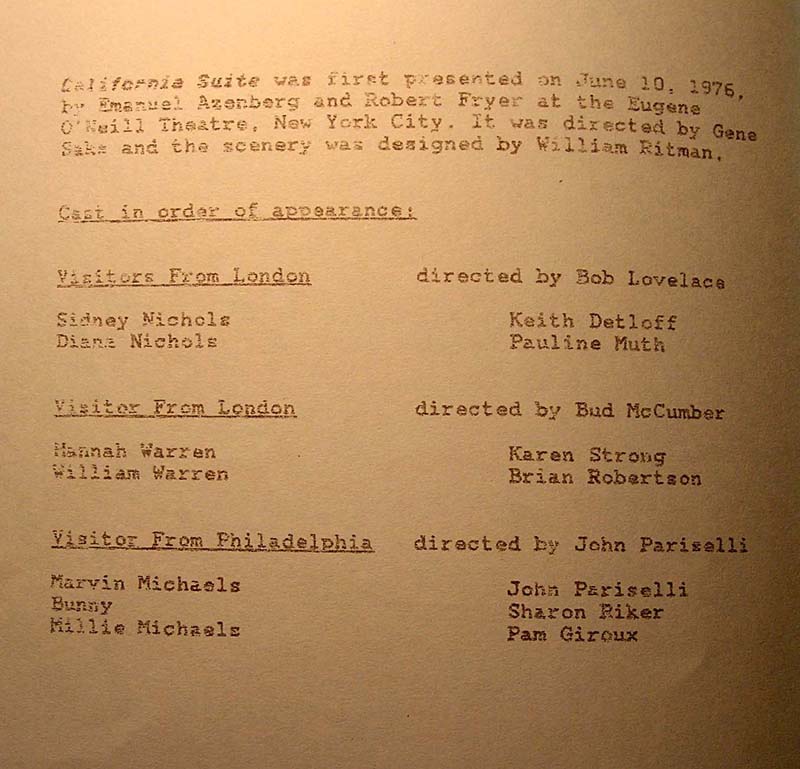 California Suite was first presented on June 10, 1976,
by Emanuel Azenberg and Robert Fryer at the Eugene
O'Neill Theatre, New York City. It was directed by Gene
Saks and the scenery was designed by William Ritman.
Cast in order of appearance:
Visitors From London directed by Bob Lovelace
Sidney Nichols Keith Detloff
Diana Nichols Pauline Muth
Visitor From London directed by Bud McCumber
Hannah Warren Karen Strong
William Warren Brian Robertson
Visitor From Philadelphia directed by John Pariselli
Marvin Michaels John Pariselli
Bunny Sharon Riker
Millie Michaels Pam Giroux